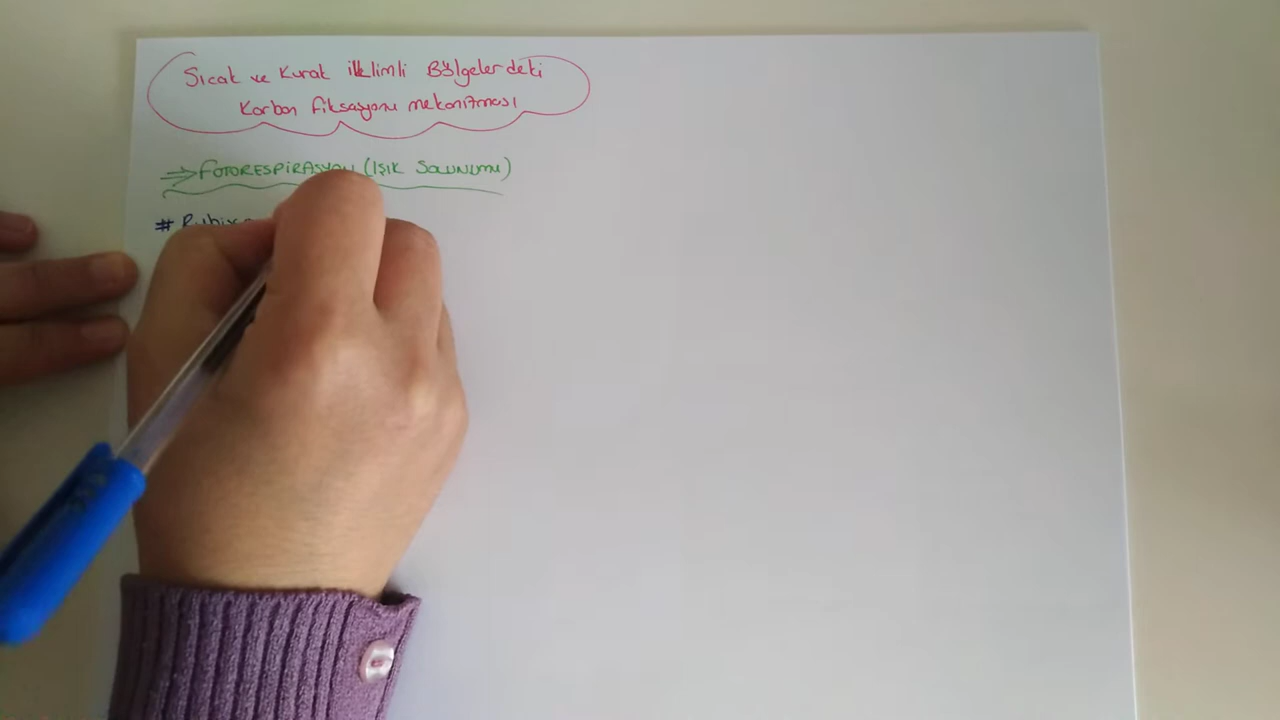 Sıcak ve Kurak iklimli Bölgelerdeki
Karbon fiksasyonu mekanizması
⇒ FOTORESPİRASYON (IŞIK SOLUNUMU)
#